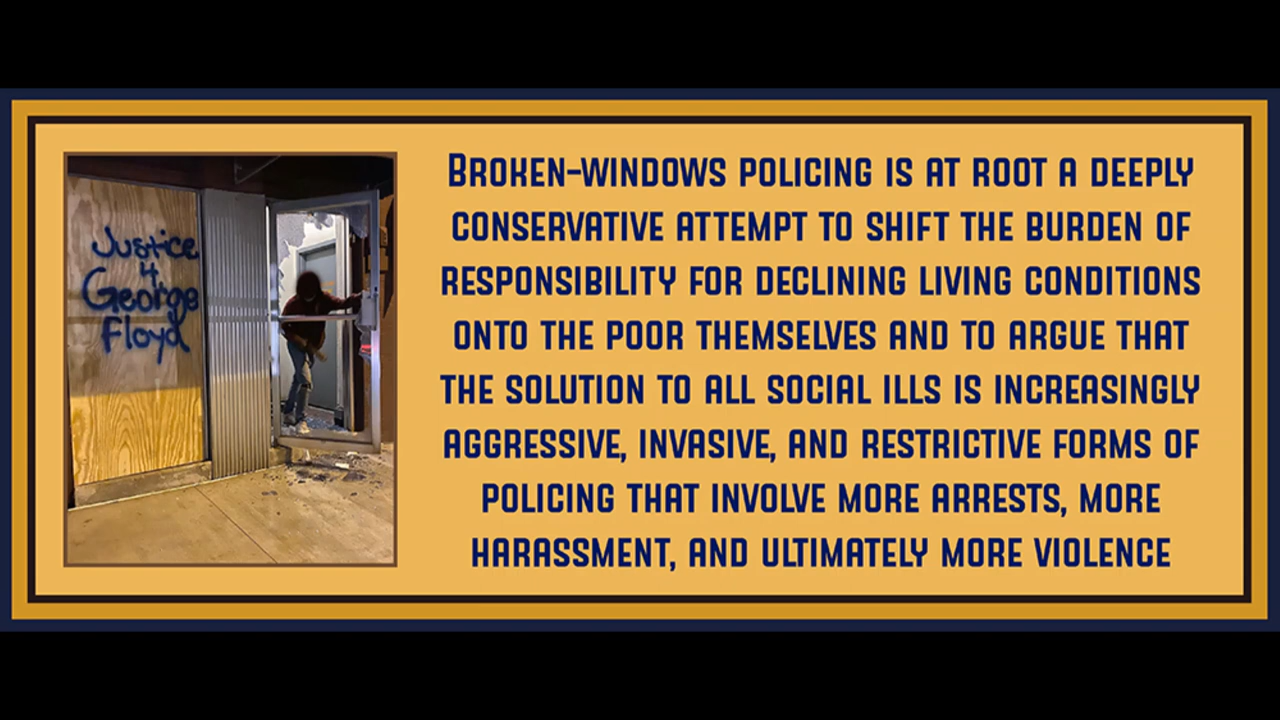 Justice
4
George
Floyd
BROKEN-WINDOWS POLICING IS AT ROOT A DEEPLY
CONSERVATIVE ATTEMPT TO SHIFT THE BURDEN OF
RESPONSIBILITY FOR DECLINING LIVING CONDITIONS
ONTO THE POOR THEMSELVES AND TO ARGUE THAT
THE SOLUTION TO ALL SOCIAL ILLS IS INCREASINGLY
AGGRESSIVE, INVASIVE, AND RESTRICTIVE FORMS OF
POLICING THAT INVOLVE MORE ARRESTS, MORE
HARASSMENT, AND ULTIMATELY MORE VIOLENCE